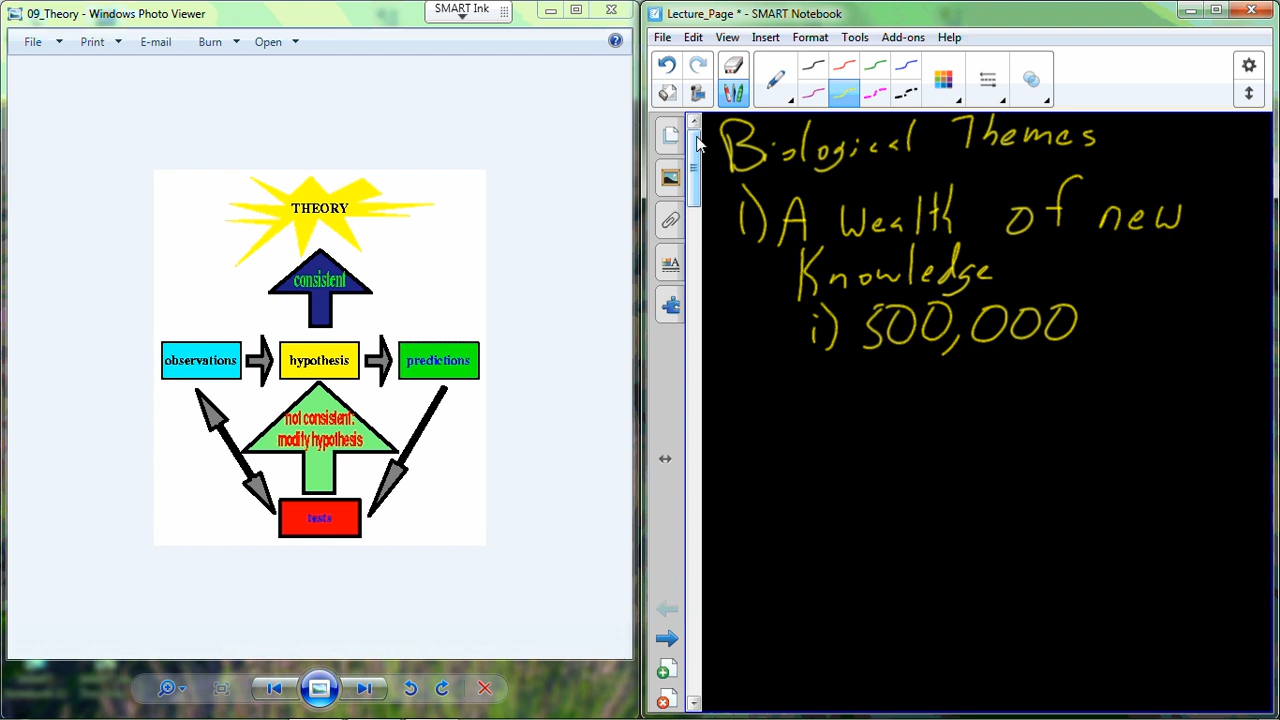 09_Theory - Windows Photo Viewer
SMART Ink
File Print E-mail Burn Open
THEORY
consistent
observations hypothesis predictions
not consistent:
modify hypothesis
tests
Lecture_Page * - SMART Notebook
File Edit View Insert Format Tools Add-ons Help
Biological Themes
1) A Wealth of new
Knowledge
i) 500,000